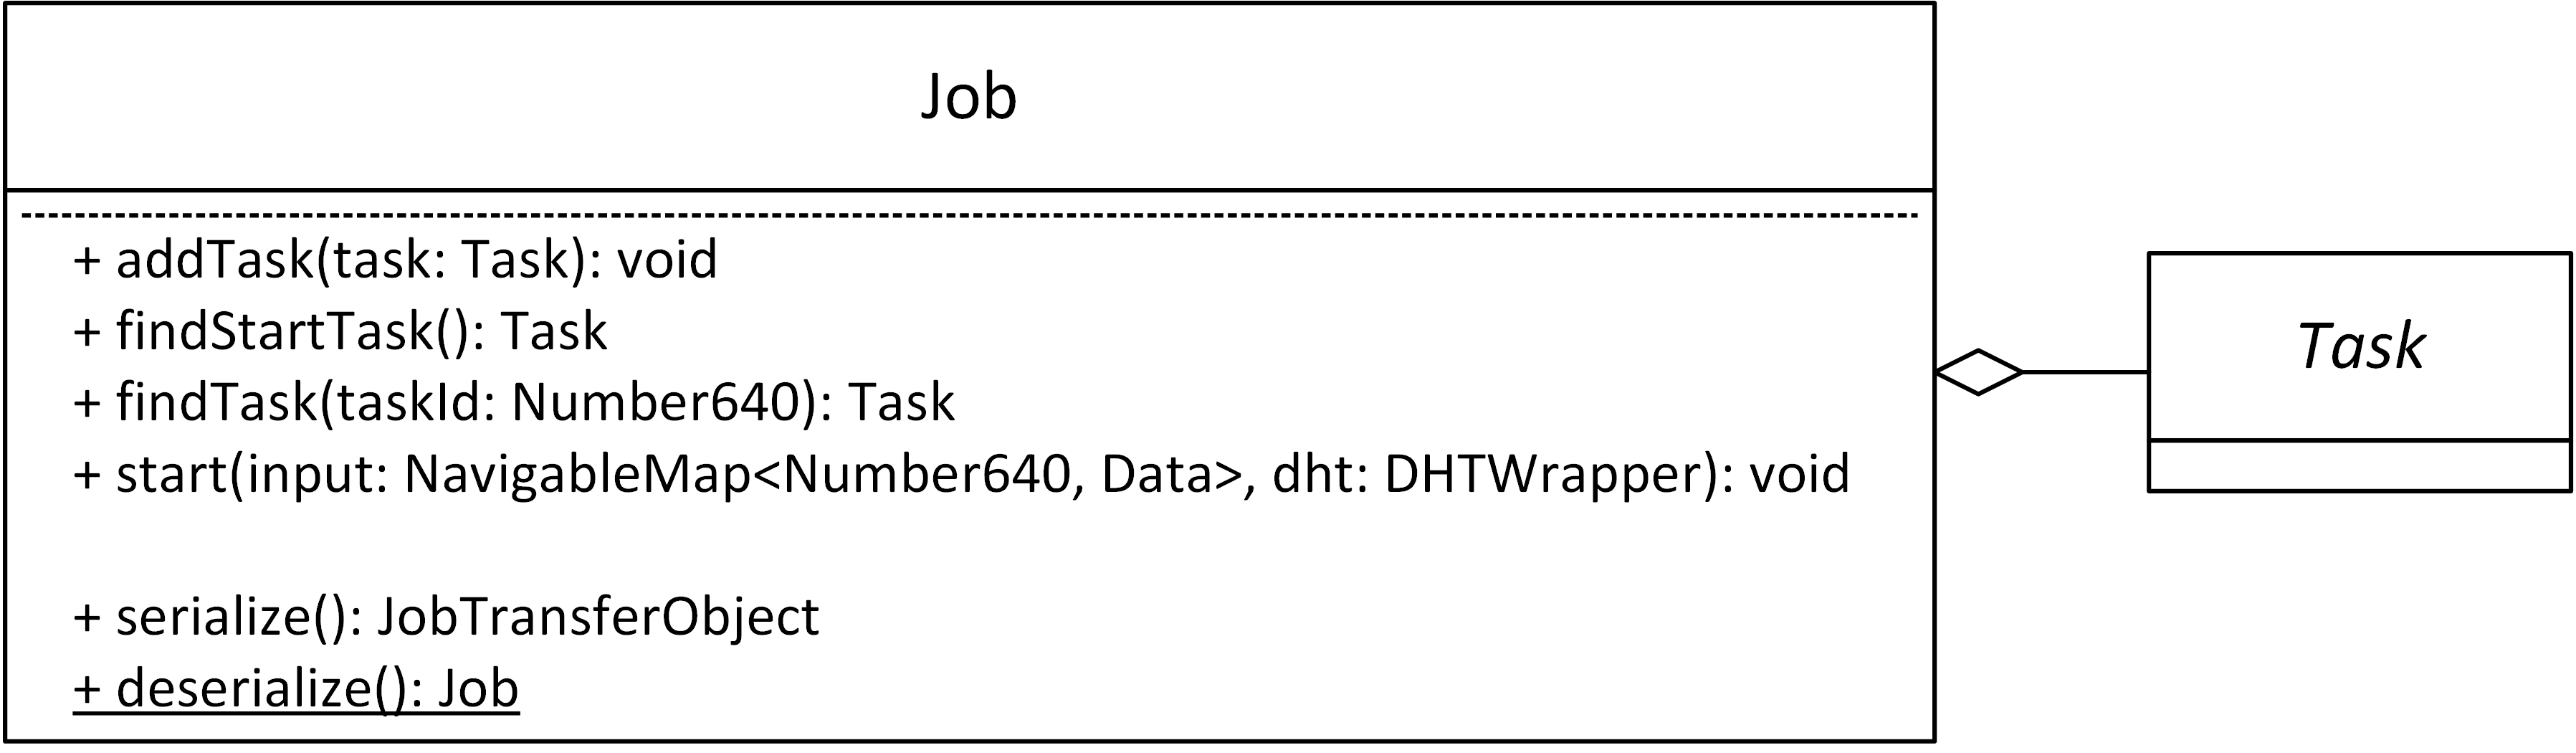 Job
+ addTask(task: Task): void
+ findStartTask(): Task
+ findTask(taskId: Number640): Task
+ start(input: NavigableMap<Number640, Data>, dht: DHTWrapper): void
+ serialize(): JobTransferObject
+ deserialize(): Job
Task